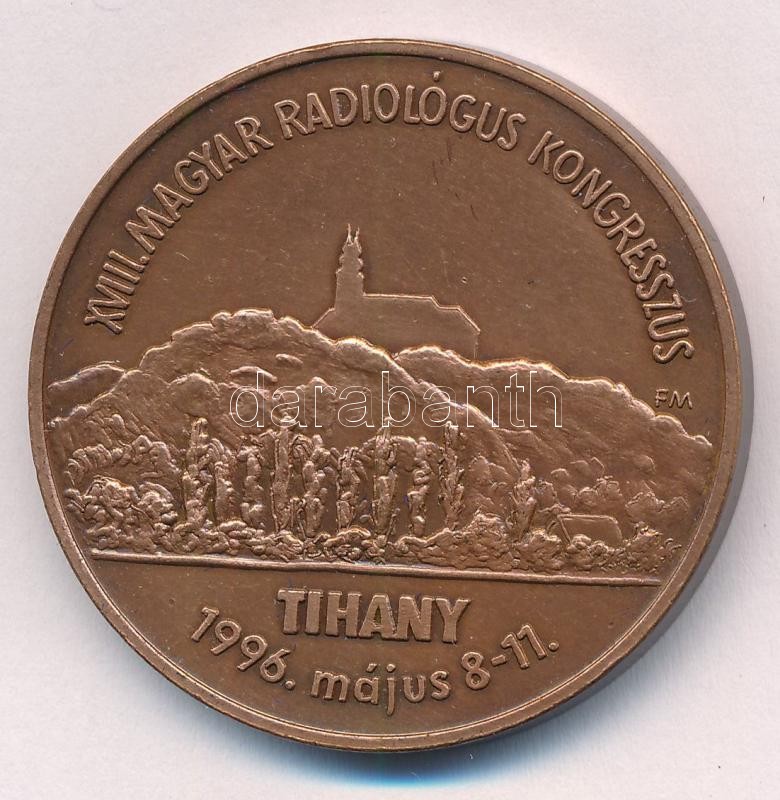 XVIII. MAGYAR RADIOLÓGUS KONGRESSZUS
FM
darabanth
TIHANY
1996. május 8-11.